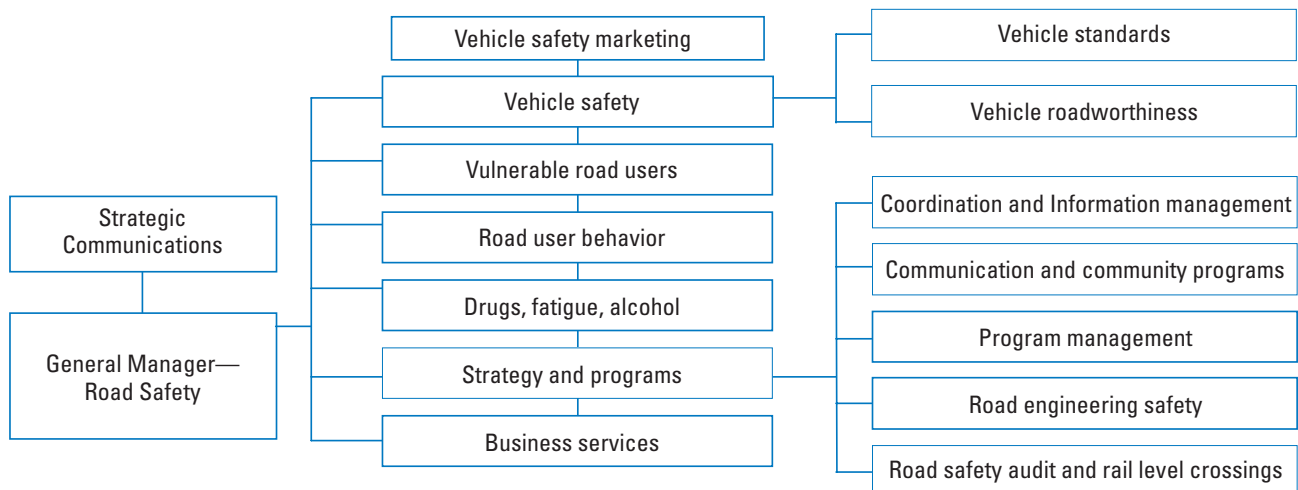 Strategic
Communications
General Manager—
Road Safety
Vehicle safety marketing
Vehicle safety
Vulnerable road users
Road user behavior
Drugs, fatigue, alcohol
Strategy and programs
Business services
Vehicle standards
Vehicle roadworthiness
Coordination and Information management
Communication and community programs
Program management
Road engineering safety
Road safety audit and rail level crossings